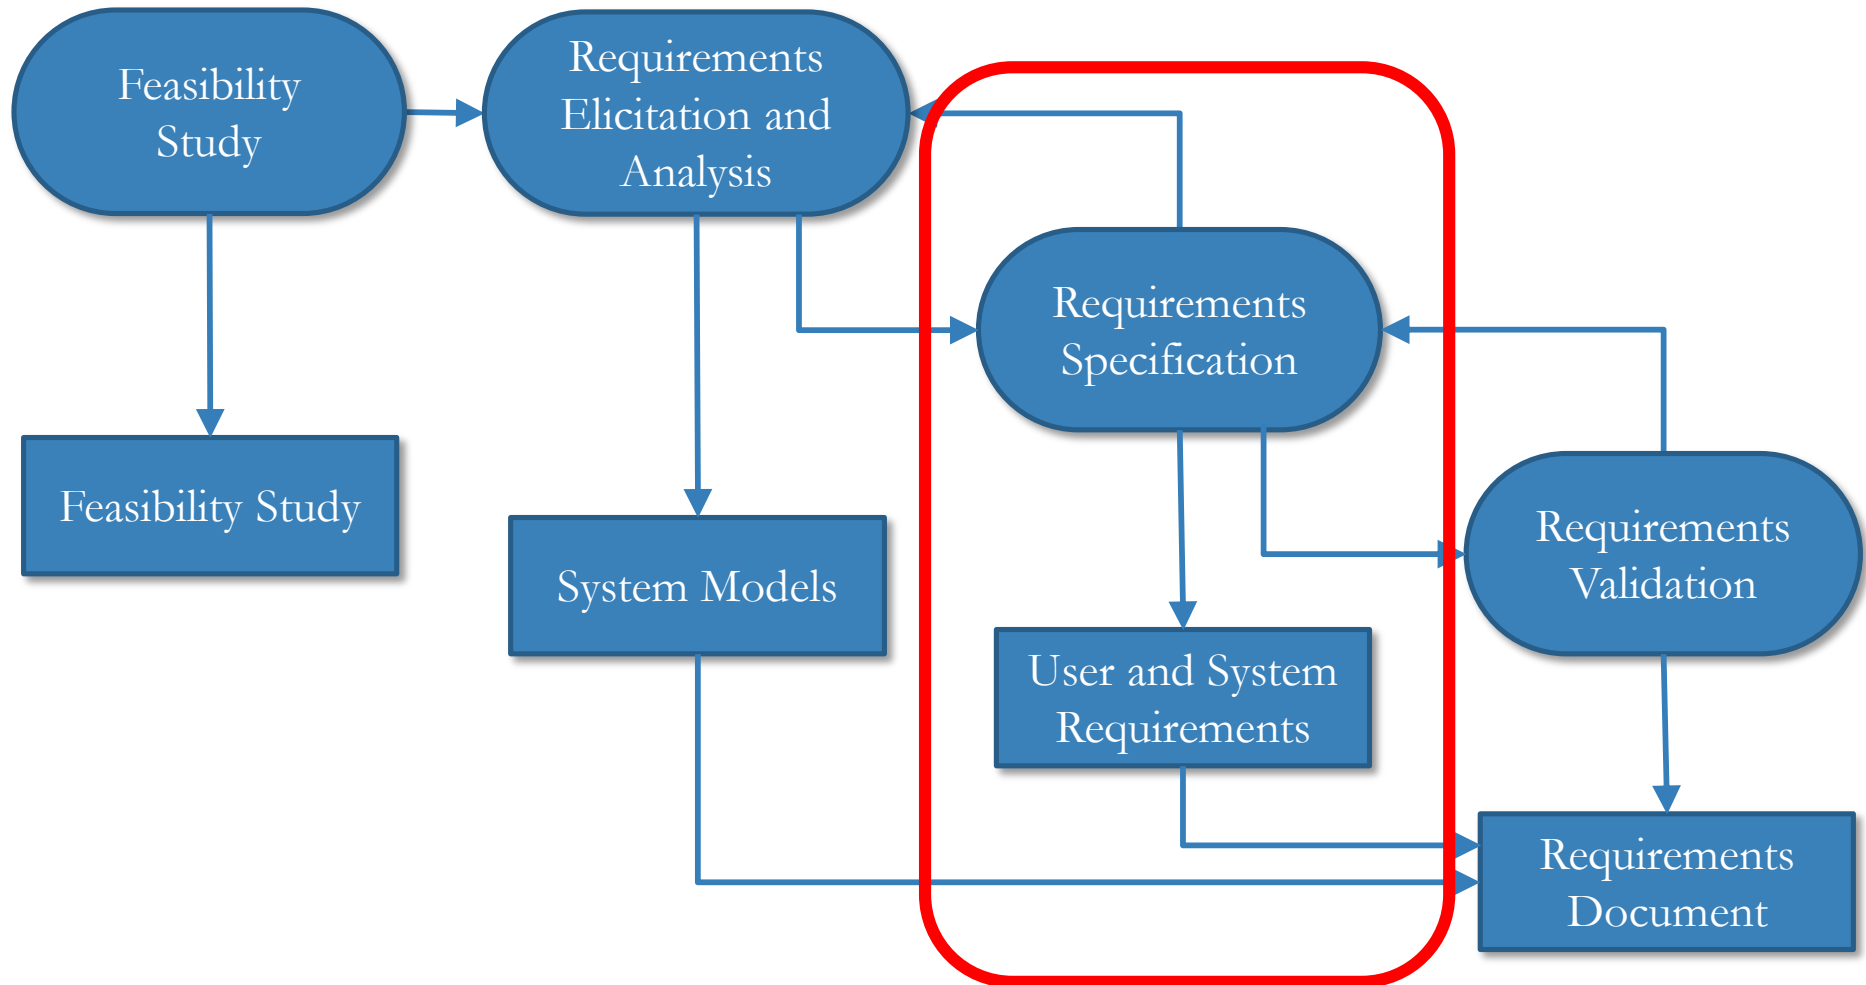 Feasibility
Study
Requirements
Elicitation and
Analysis
Requirements
Specification
Feasibility Study
System Models
Requirements
Validation
User and System
Requirements
Requirements
Document